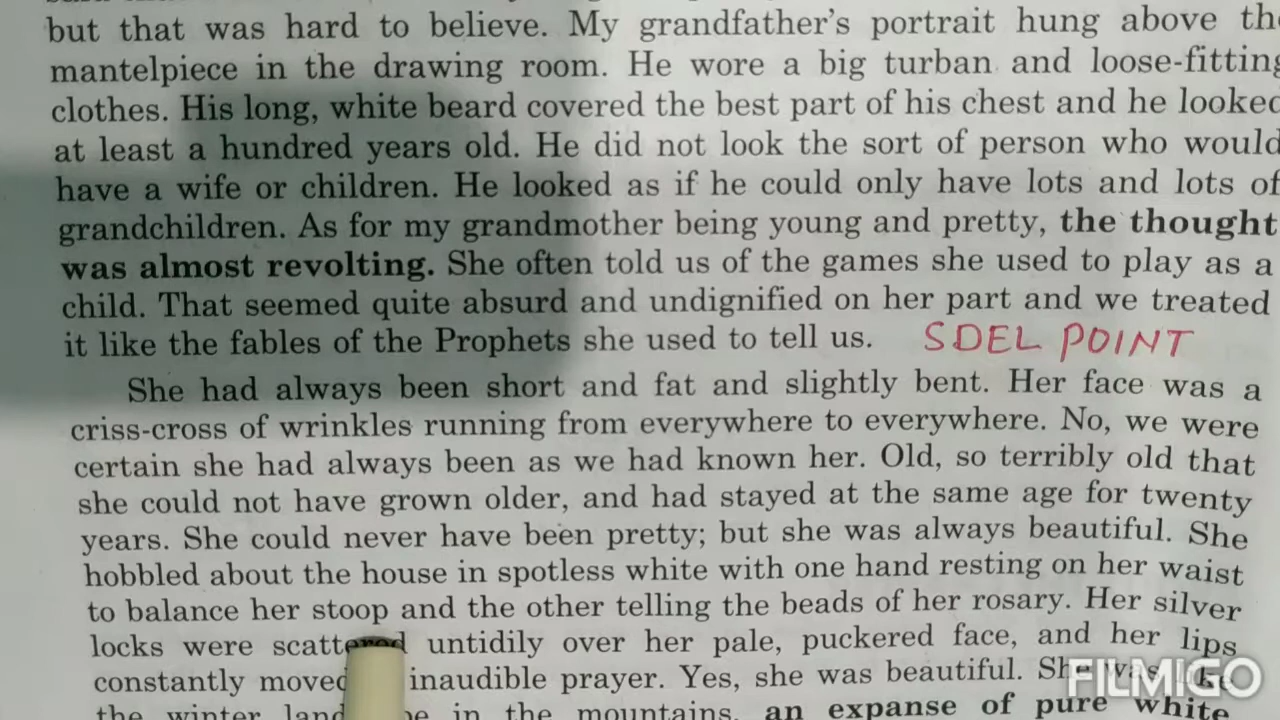 but that was hard to believe. My grandfather's portrait hung above the
mantelpiece in the drawing room. He wore a big turban and loose-fitting
clothes. His long, white beard covered the best part of his chest and he looked
at least a hundred years old. He did not look the sort of person who would
have a wife or children. He looked as if he could only have lots and lots of
grandchildren. As for my grandmother being young and pretty, the thought
was almost revolting. She often told us of the games she used to play as a
child. That seemed quite absurd and undignified on her part and we treated
it like the fables of the Prophets she used to tell us. SDEL POINT
She had always been short and fat and slightly bent. Her face was a
criss-cross of wrinkles running from everywhere to everywhere. No, we were
certain she had always been as we had known her. Old, so terribly old that
she could not have grown older, and had stayed at the same age for twenty
years. She could never have been pretty; but she was always beautiful. She
hobbled about the house in spotless white with one hand resting on her waist
to balance her stoop and the other telling the beads of her rosary. Her silver
locks were scattered untidily over her pale, puckered face, and her lips
constantly moved inaudible prayer. Yes, she was beautiful. She was like
the winter in the mountains, an expanse of pure white
FILMIGO